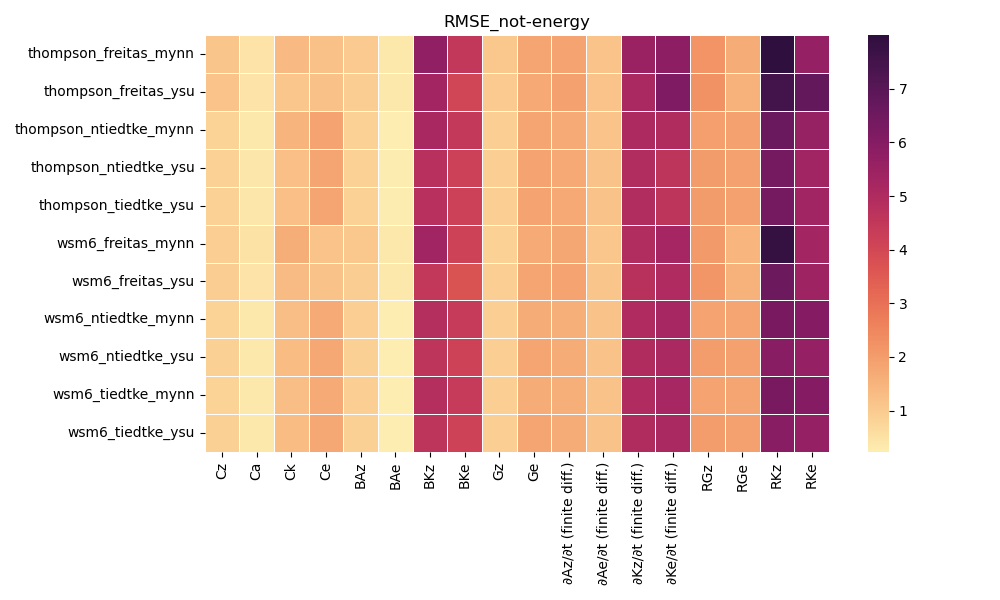 RMSE_not-energy
thompson_freitas_mynn
thompson_freitas_ysu
thompson_ntiedtke_mynn
thompson_ntiedtke_ysu
thompson_tiedtke_ysu
wsm6_freitas_mynn
wsm6_freitas_ysu
wsm6_ntiedtke_mynn
wsm6_ntiedtke_ysu
wsm6_tiedtke_mynn
wsm6_tiedtke_ysu
Cz
Ca
Ck
Ce
BAz
BAe
BKz
BKe
Gz
Ge
∂Az/∂t (finite diff.)
∂Ae/∂t (finite diff.)
∂Kz/∂t (finite diff.)
∂Ke/∂t (finite diff.)
RGz
RGe
RKz
RKe
7
6
5
4
3
2
1